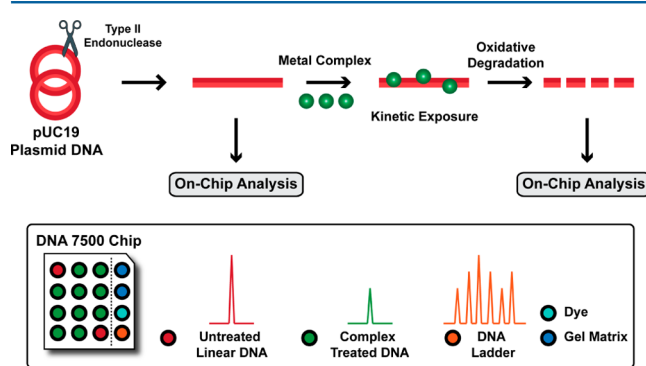 Type II
Endonuclease
pUC19
Plasmid DNA
Metal Complex
Kinetic Exposure
Oxidative
Degradation
On-Chip Analysis
On-Chip Analysis
DNA 7500 Chip
Untreated
Linear DNA
Complex
Treated DNA
DNA
Ladder
Dye
Gel Matrix